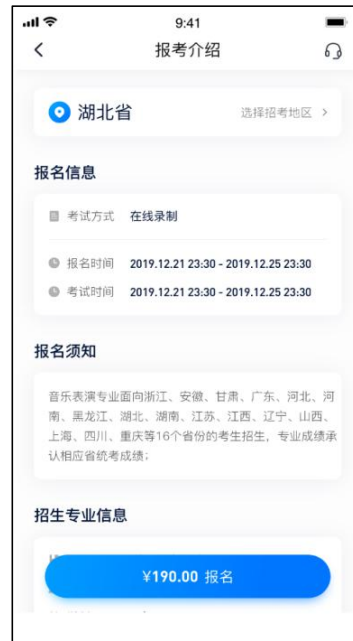 9:41
报考介绍
湖北省 选择招考地区 >
报名信息
考试方式 在线录制
报名时间 2019.12.21 23:30 - 2019.12.25 23:30
考试时间 2019.12.21 23:30 - 2019.12.25 23:30
报名须知
音乐表演专业面向浙江、安徽、甘肃、广东、河北、河
南、黑龙江、湖北、湖南、江苏、江西、辽宁、山西、
上海、四川、重庆等16个省份的考生招生，专业成绩承
认相应省统考成绩；
招生专业信息
¥190.00 报名